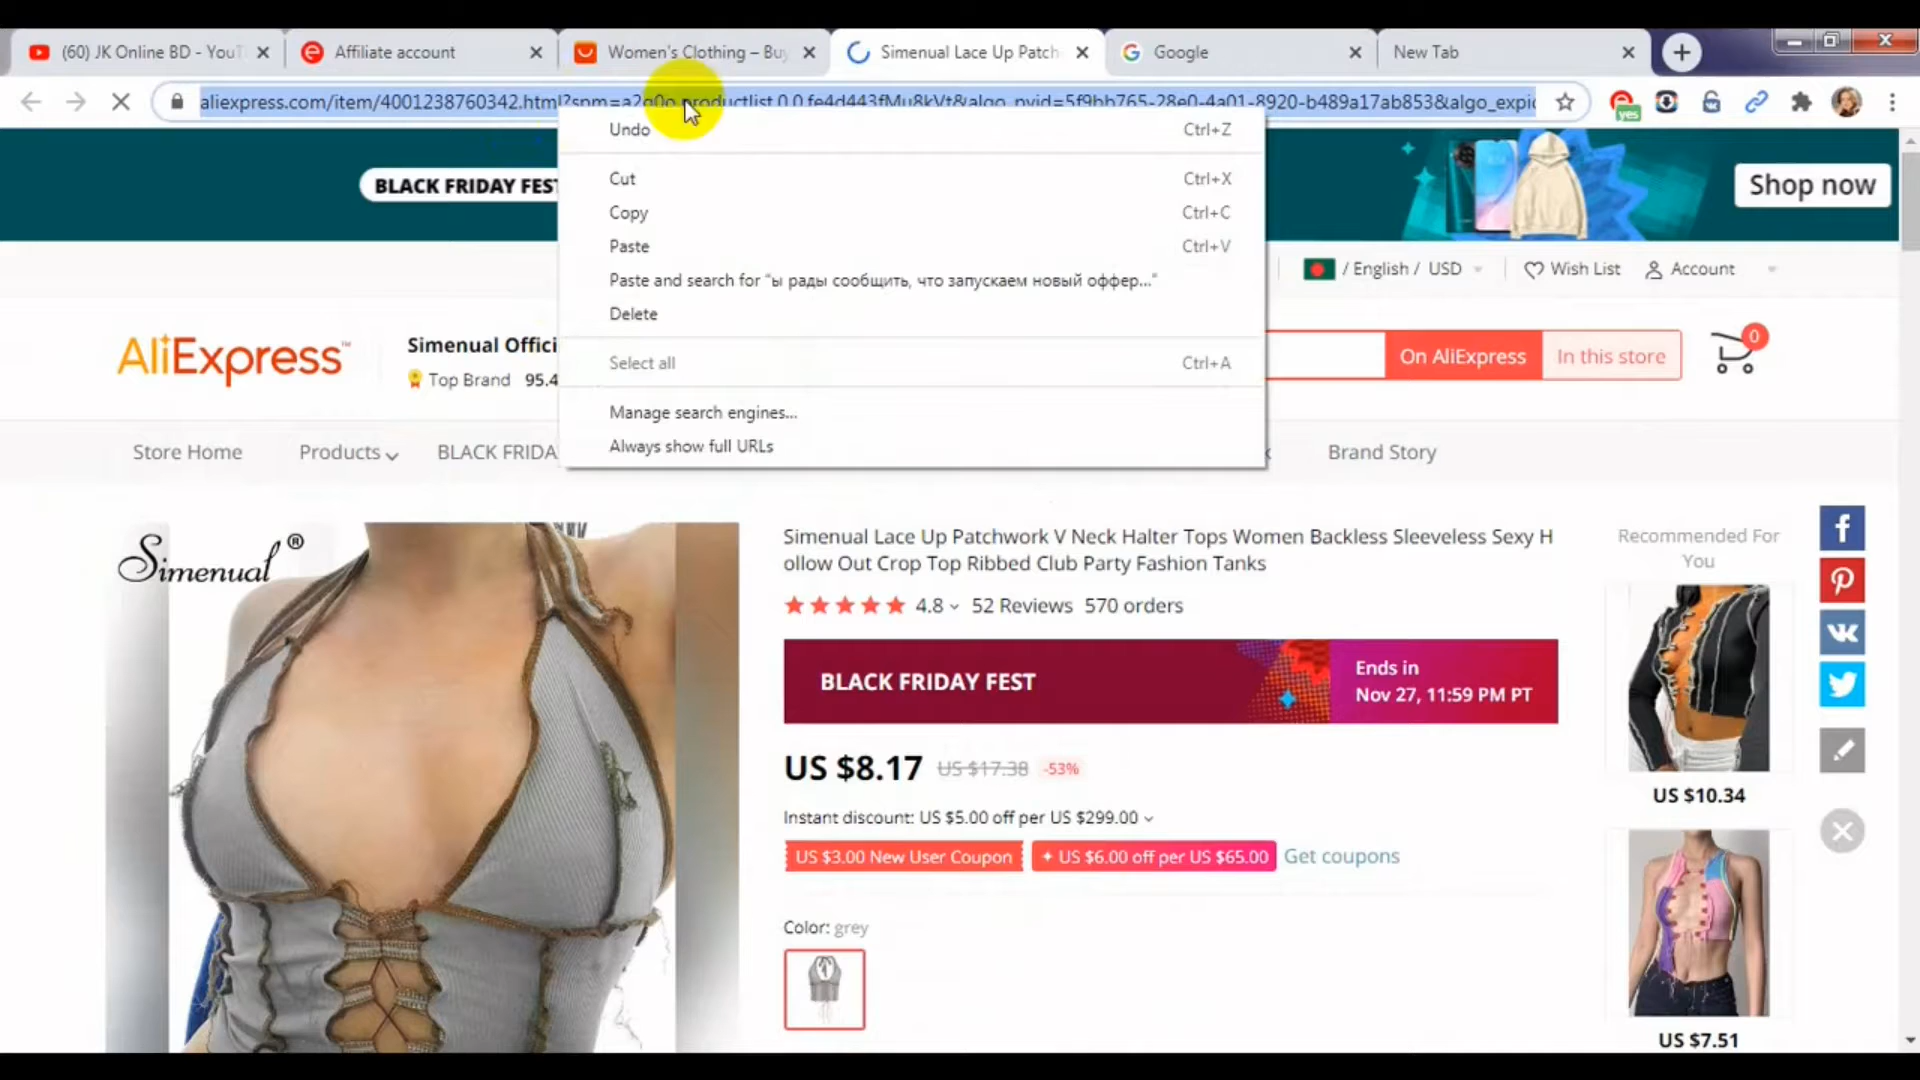 (60) JK Online BD - YouT
Affiliate account
Women's Clothing – Buy
Simenual Lace Up Patch
Google
New Tab
aliexpress.com/item/4001238760342.html?spm=a2g0o.productlist.0.0.fe4d443fMu8kVt&algo_pvid=5f9bb765-28e0-4a01-8920-b489a17ab853&algo_expid
yes
Undo Ctrl+Z
Cut Ctrl+X
Copy Ctrl+C
Paste Ctrl+V
Paste and search for “ы рады сообщить, что запускаем новый оффер...”
Delete
Select all Ctrl+A
Manage search engines...
Always show full URLs
BLACK FRIDAY FEST
Shop now
/ English / USD
Wish List
Account
AliExpress™
Simenual Offici
Top Brand 95.4
On AliExpress
In this store
0
Store Home
Products
BLACK FRIDA
Brand Story
Simenual®
Simenual Lace Up Patchwork V Neck Halter Tops Women Backless Sleeveless Sexy H
ollow Out Crop Top Ribbed Club Party Fashion Tanks
4.8 52 Reviews 570 orders
BLACK FRIDAY FEST
Ends in
Nov 27, 11:59 PM PT
US $8.17 US $17.38 -53%
Instant discount: US $5.00 off per US $299.00
US $3.00 New User Coupon
US $6.00 off per US $65.00
Get coupons
Color: grey
Recommended For
You
US $10.34
US $7.51